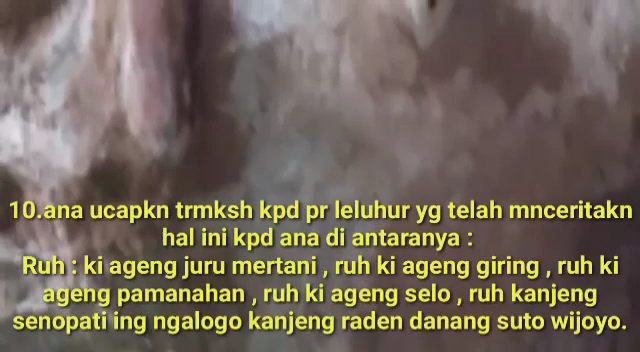 10.ana ucapkn trmksh kpd pr leluhur yg telah mnceritakn
hal ini kpd ana di antaranya :
Ruh : ki ageng juru mertani , ruh ki ageng giring , ruh ki
ageng pamanahan , ruh ki ageng selo , ruh kanjeng
senopati ing ngalogo kanjeng raden danang suto wijoyo.